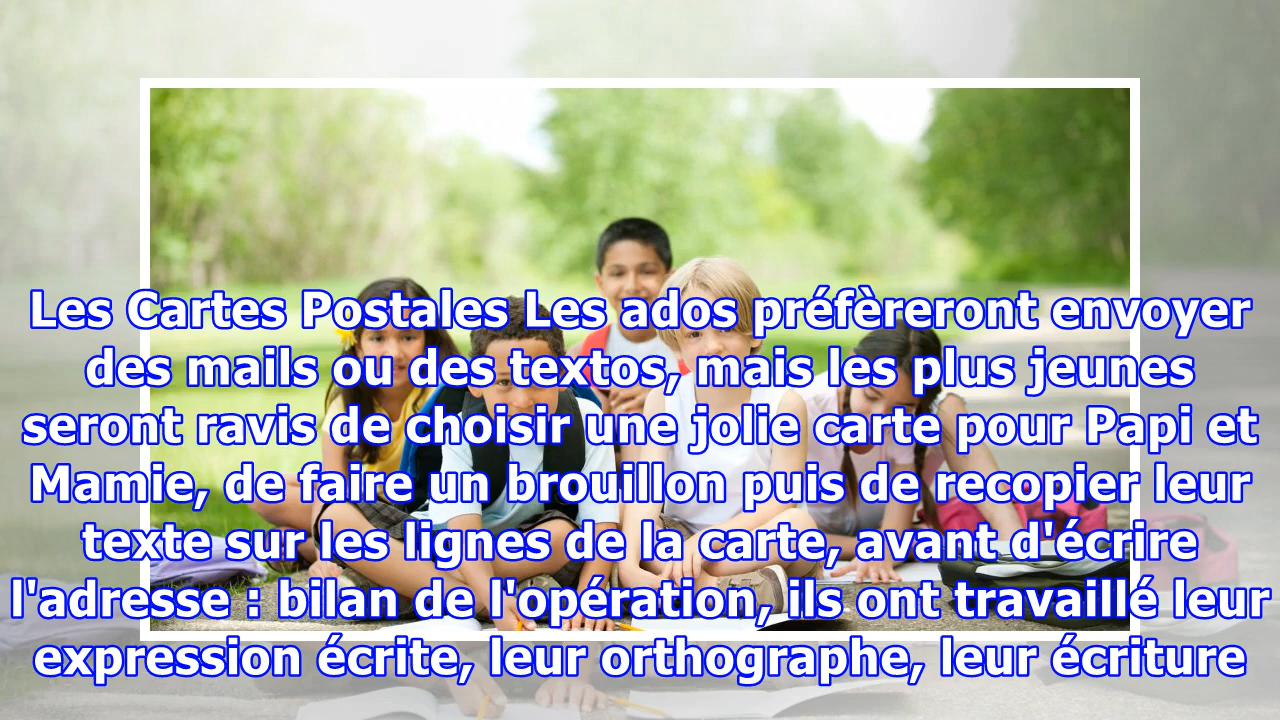 Les Cartes Postales Les ados préfèreront envoyer
des mails ou des textos, mais les plus jeunes
seront ravis de choisir une jolie carte pour Papi et
Mamie, de faire un brouillon puis de recopier leur
texte sur les lignes de la carte, avant d'écrire
l'adresse : bilan de l'opération, ils ont travaillé leur
expression écrite, leur orthographe, leur écriture